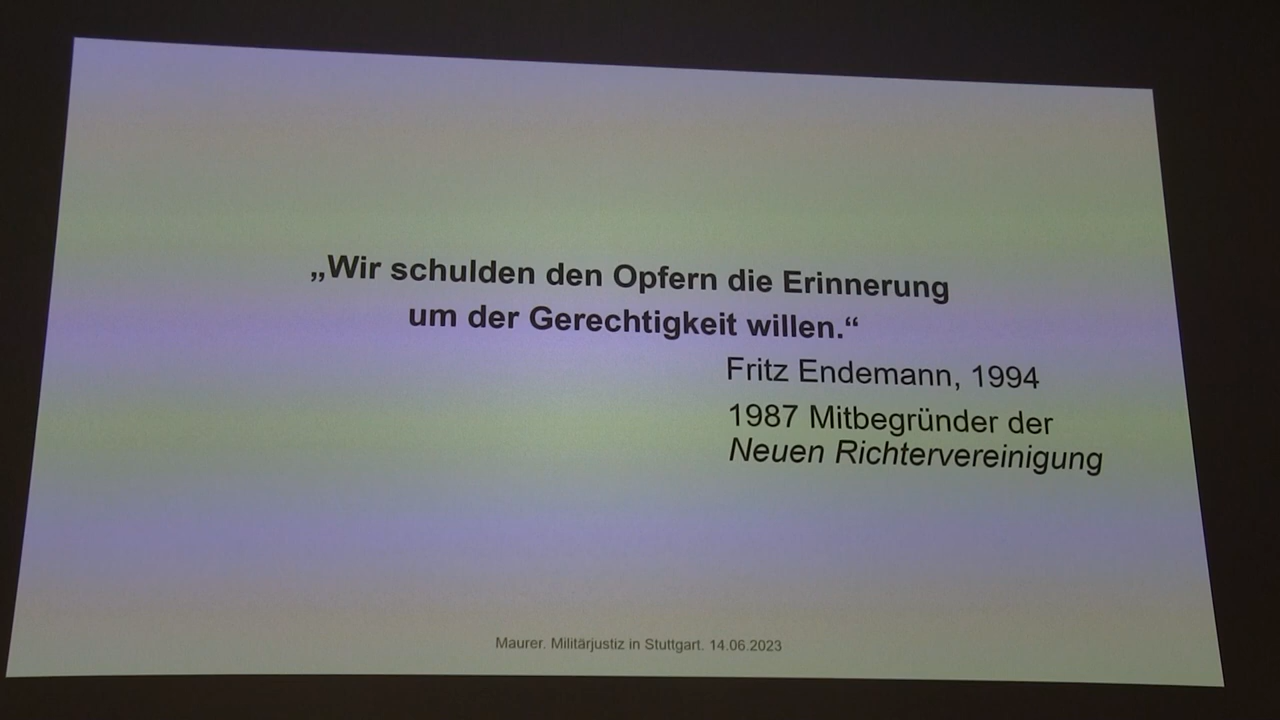 „Wir schulden den Opfern die Erinnerung
um der Gerechtigkeit willen.“
Fritz Endemann, 1994
1987 Mitbegründer der
Neuen Richtervereinigung
Maurer. Militärjustiz in Stuttgart. 14.06.2023